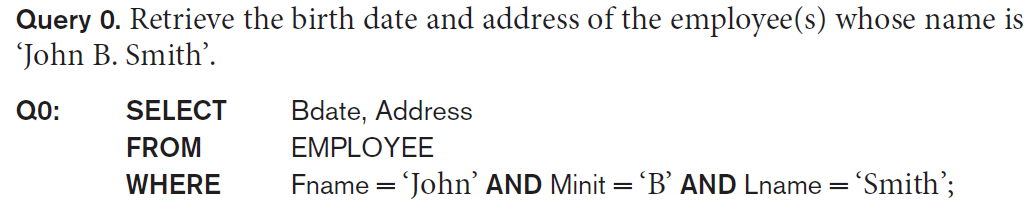 Query 0. Retrieve the birth date and address of the employee(s) whose name is
‘John B. Smith’.
Q0: SELECT Bdate, Address
FROM EMPLOYEE
WHERE Fname = ‘John’ AND Minit = ‘B’ AND Lname = ‘Smith’;